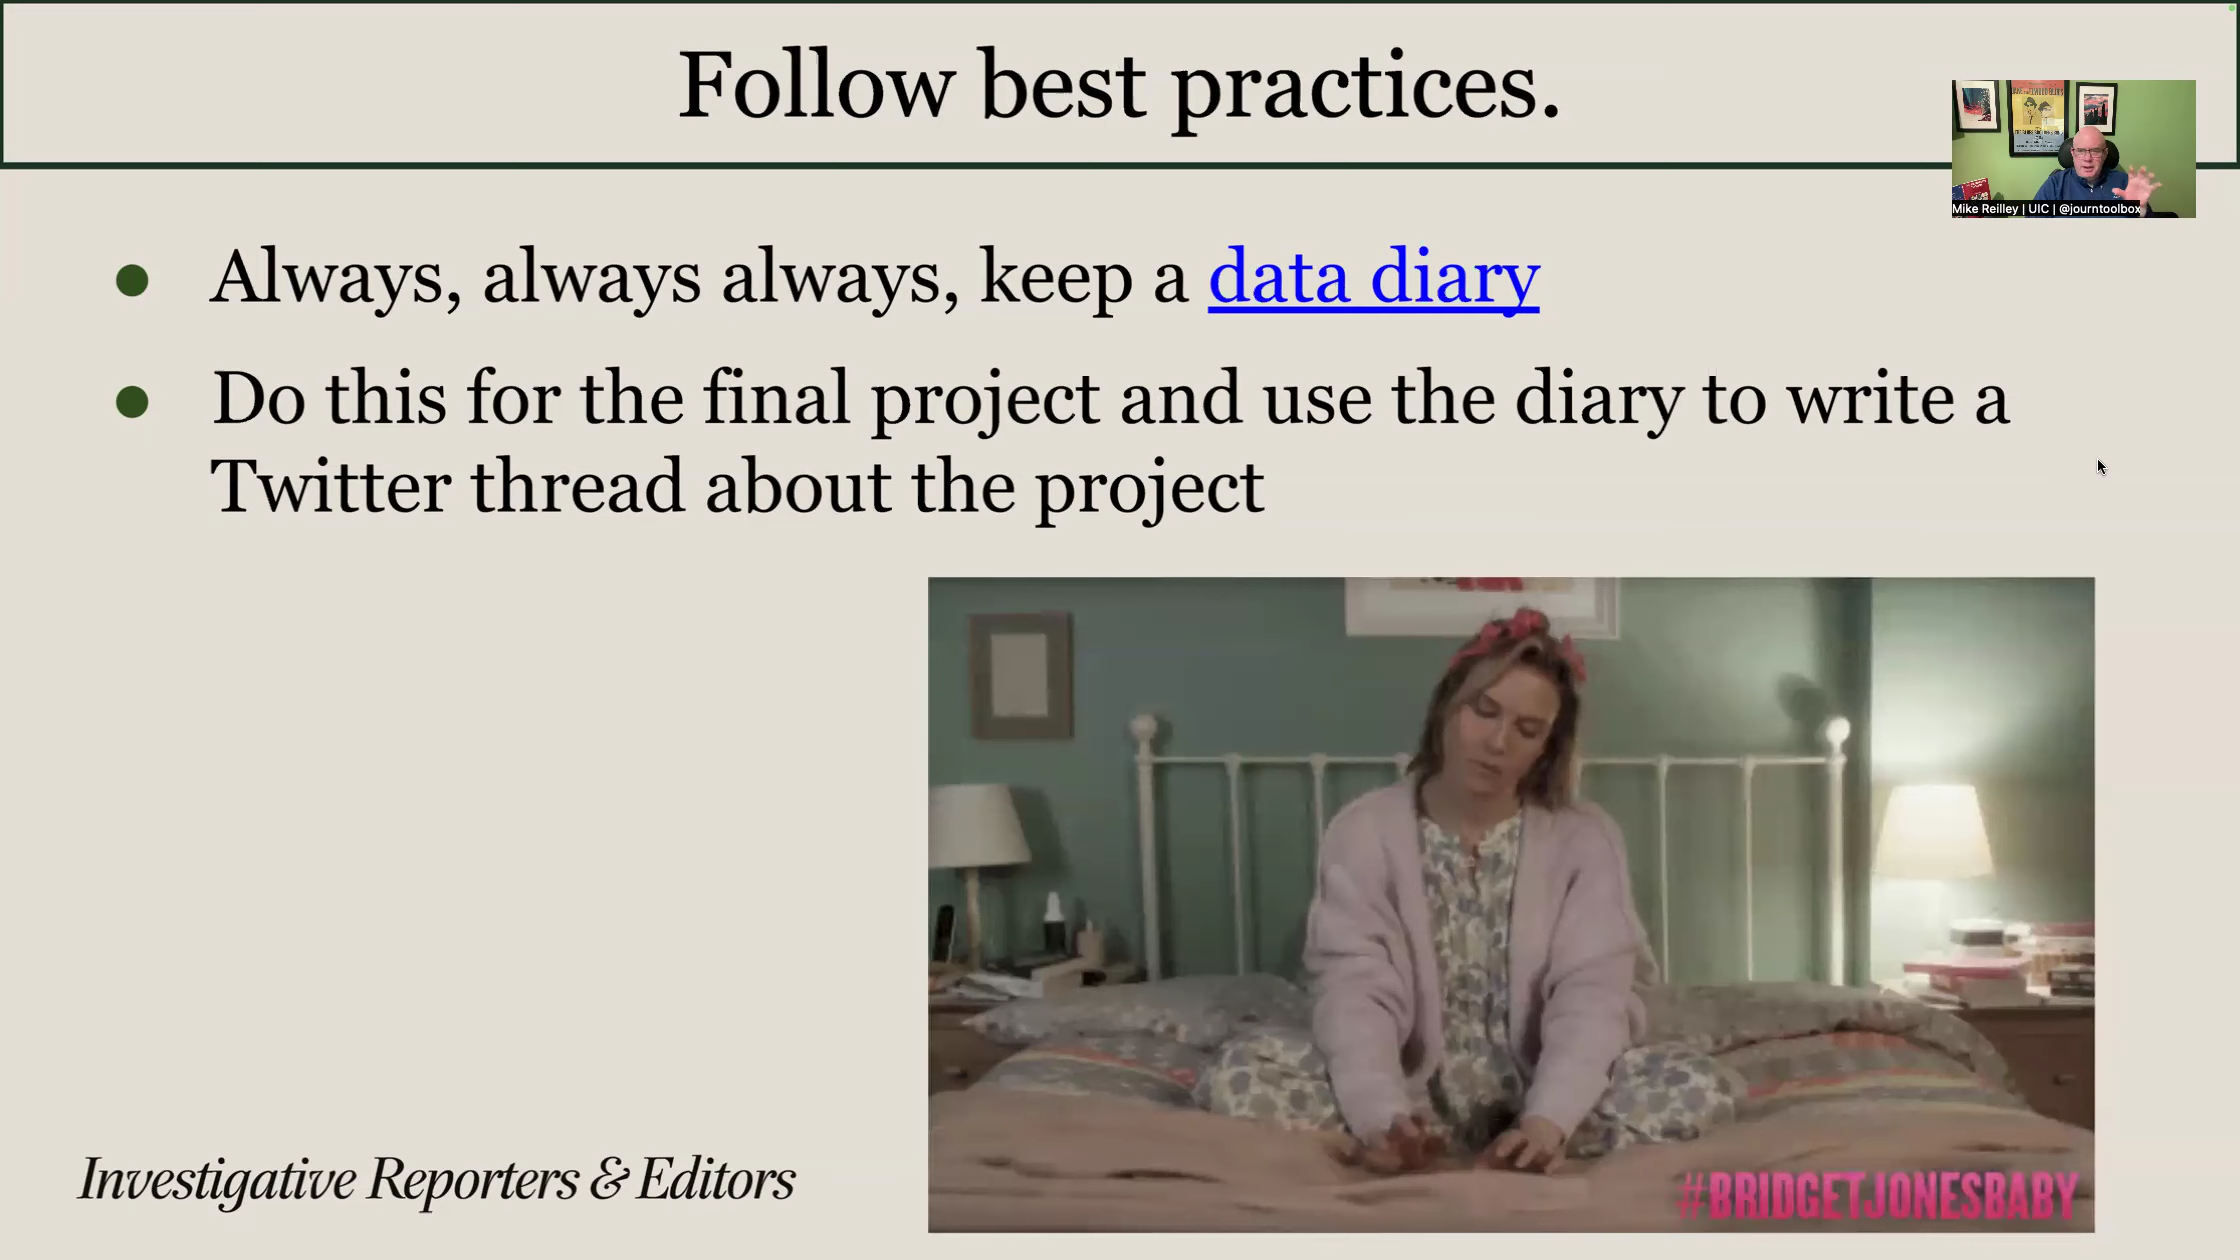 Follow best practices.
Mike Reilley | UIC | @journtoolbox
Always, always always, keep a data diary
Do this for the final project and use the diary to write a
Twitter thread about the project
Investigative Reporters & Editors
#BRIDGETJONESBABY